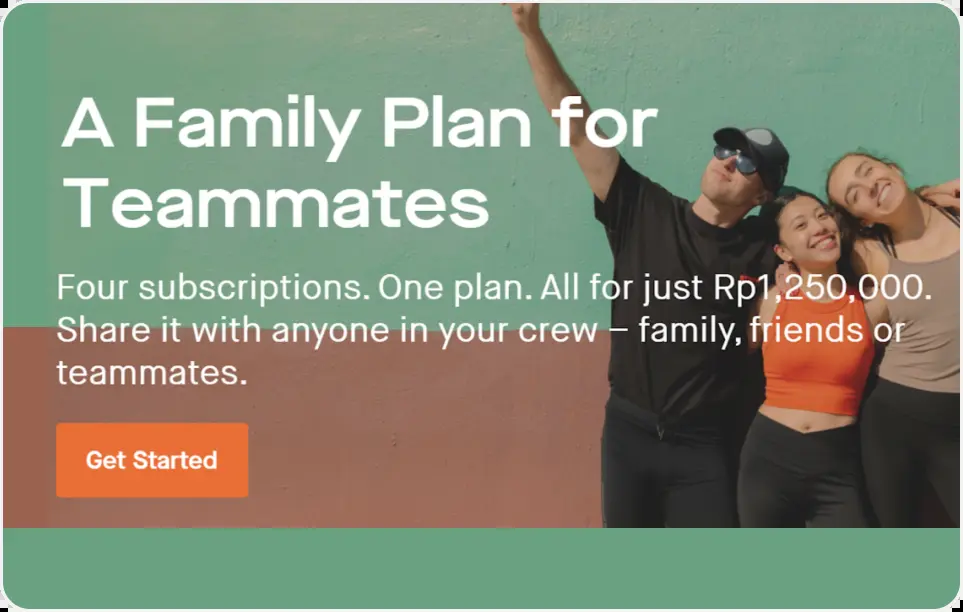 A Family Plan for
Teammates
Four subscriptions. One plan. All for just Rp1,250,000.
Share it with anyone in your crew – family, friends or
teammates.
Get Started